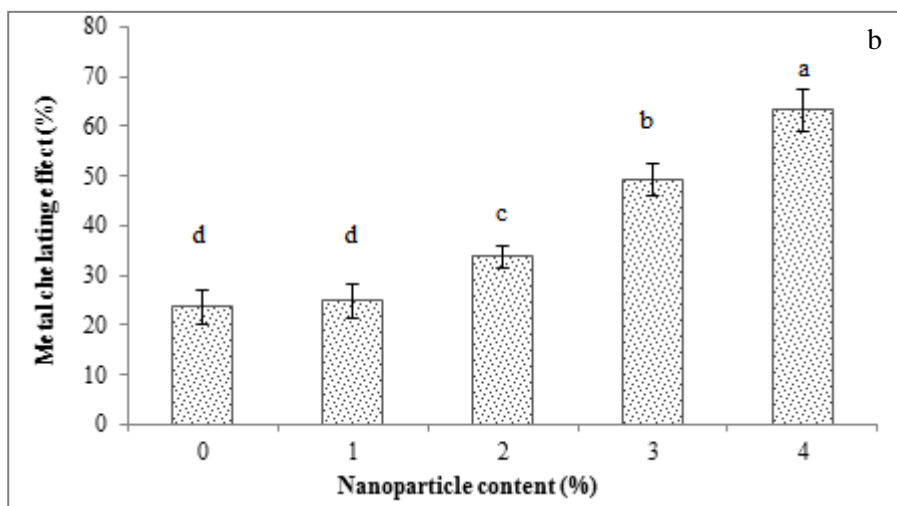 b
80
70
60
50
40
30
20
10
0
Metal chelating effect (%)
d
d
c
b
a
0 1 2 3 4
Nanoparticle content (%)